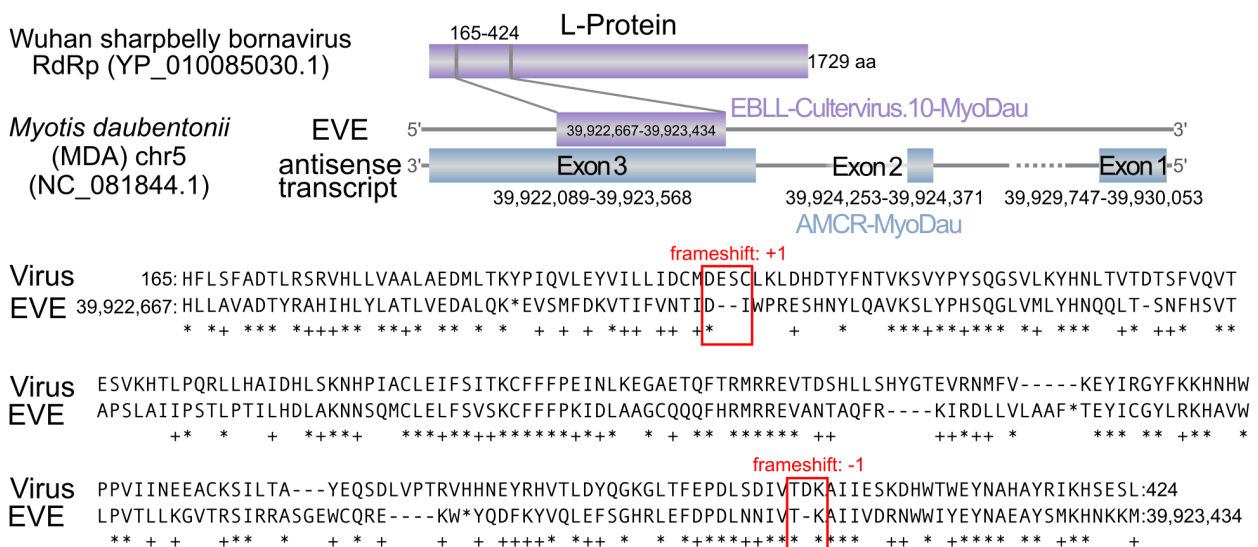 L-Protein
Wuhan sharpbelly bornavirus
RdRp (YP_010085030.1)
165-424
1729 aa
EBLL-Cultervirus.10-MyoDau
Myotis daubentonii
(MDA) chr5
(NC_081844.1)
EVE 5' 39,922,667-39,923,434 3'
antisense transcript 3' Exon 3 Exon 2 Exon 1 5'
39,922,089-39,923,568 39,924,253-39,924,371 39,929,747-39,930,053
AMCR-MyoDau
frameshift: +1
Virus 165: HFLSFADTLRSRVHLLVAALAEDMLTKYPIQVLEYVILLIDCMDESCLKLDHDTYFNTVKSVYPYSQGSVLKYHNLTVTDTSFVQVT
EVE 39,922,667: HLLAVADTYRAHIHLYLATLVEDALQK*EVSMFDKVTIFVNTID--IWPRESHNYLQAVKSLYPHSQGLVMLYHNQQLT-SNFHSVT
* *+ *** *+++** **+* ** * * * + + + *++ ++ *+* + * ***+**+*** *+ *** * +* ++* **
Virus ESVKHTLPQRLLHAIDHLSKNHPIACLEIFSITKCFFFPEINLKEGAETQFTRMRREVTDSHLLSHYGTEVRNMFV-----KEYIRGYFKKHNHW
EVE APSLAIIPSTLPTILHDLAKNNSQMCLELFSVSKCFFFPKIDLAAGCQQQFHRMRREVANTAQFR----KIRDLLVLAAF*TEYICGYLRKHAVW
+* * + *+**+ ***+**++*****+*+* * + ** ****** ++ ++*++ * *** ** +** *
frameshift: -1
Virus PPVIINEEACKSILTA---YEQSDLVPTRVHHNEYRHVTLDYQGKGLTFEPDLSDIVTDKAIIESKDHWTWEYNAHAYRIKHSESL:424
EVE LPVTLLKGVTRSIRRASGEWCQRE----KW*YQDFKYVQLEFSGHRLEFDPDLNNIVT-KAIIVDRNWWIYEYNAEAYSMKHNKKM:39,923,434
** + + +** * + * + + ++++* *++ * * *+***++*** **** ++ * +**** ** +** +